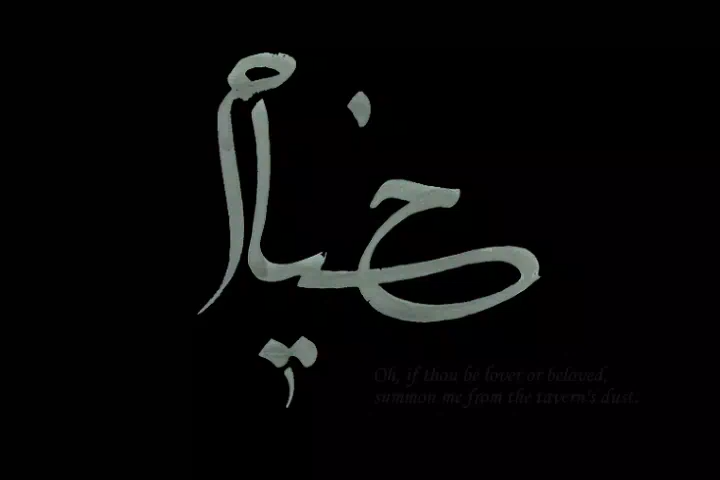 خیام
Oh, if thou be lover or beloved,
summon me from the tavern's dust.